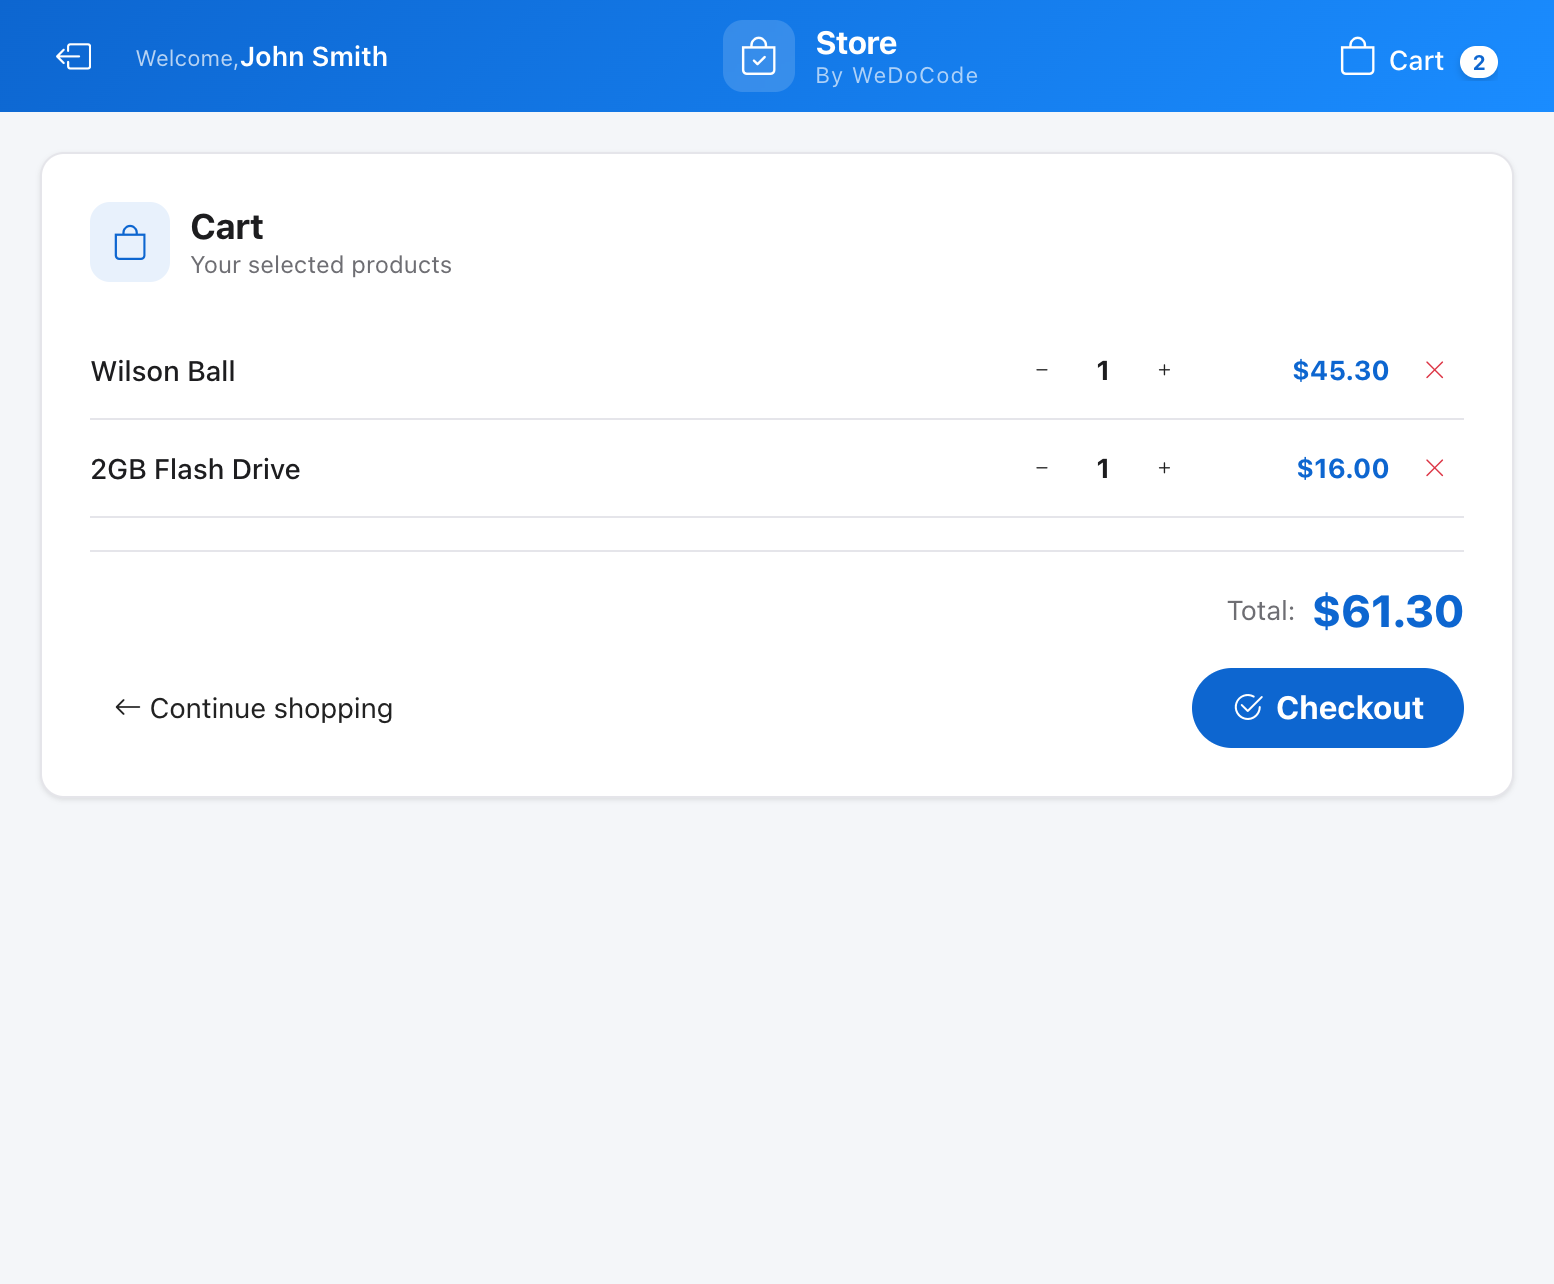 Welcome,John Smith
Store
By WeDoCode
Cart 2
Cart
Your selected products
Wilson Ball − 1 + $45.30
2GB Flash Drive − 1 + $16.00
Total: $61.30
Continue shopping
Checkout